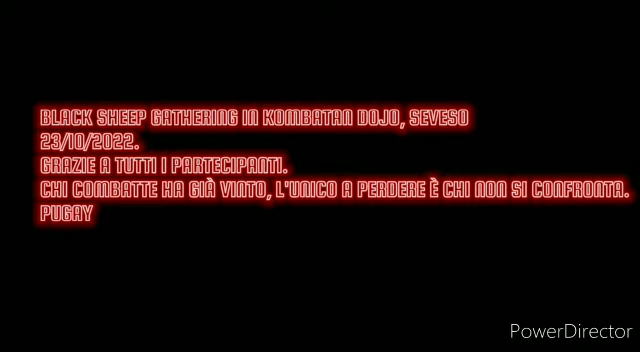 BLACK SHEEP GATHERING IN KOMBATAN DOJO, SEVESO
23/10/2022.
GRAZIE A TUTTI I PARTECIPANTI.
CHI COMBATTE HA GIÀ VINTO, L'UNICO A PERDERE È CHI NON SI CONFRONTA.
PUGAY
PowerDirector